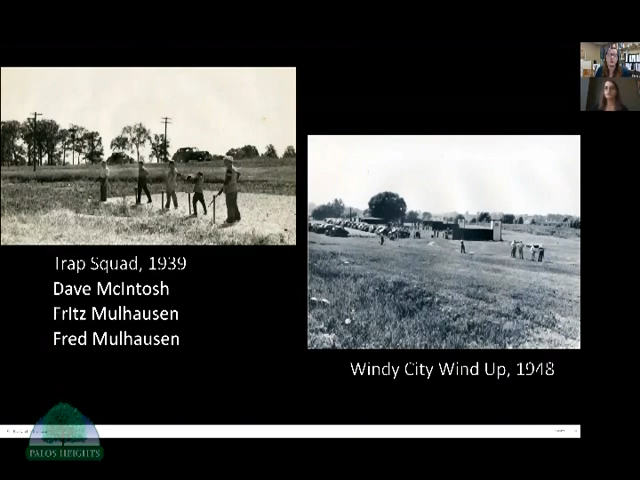 Trap Squad, 1939
Dave McIntosh
Fritz Mulhausen
Fred Mulhausen
Windy City Wind Up, 1948
PALOS HEIGHTS